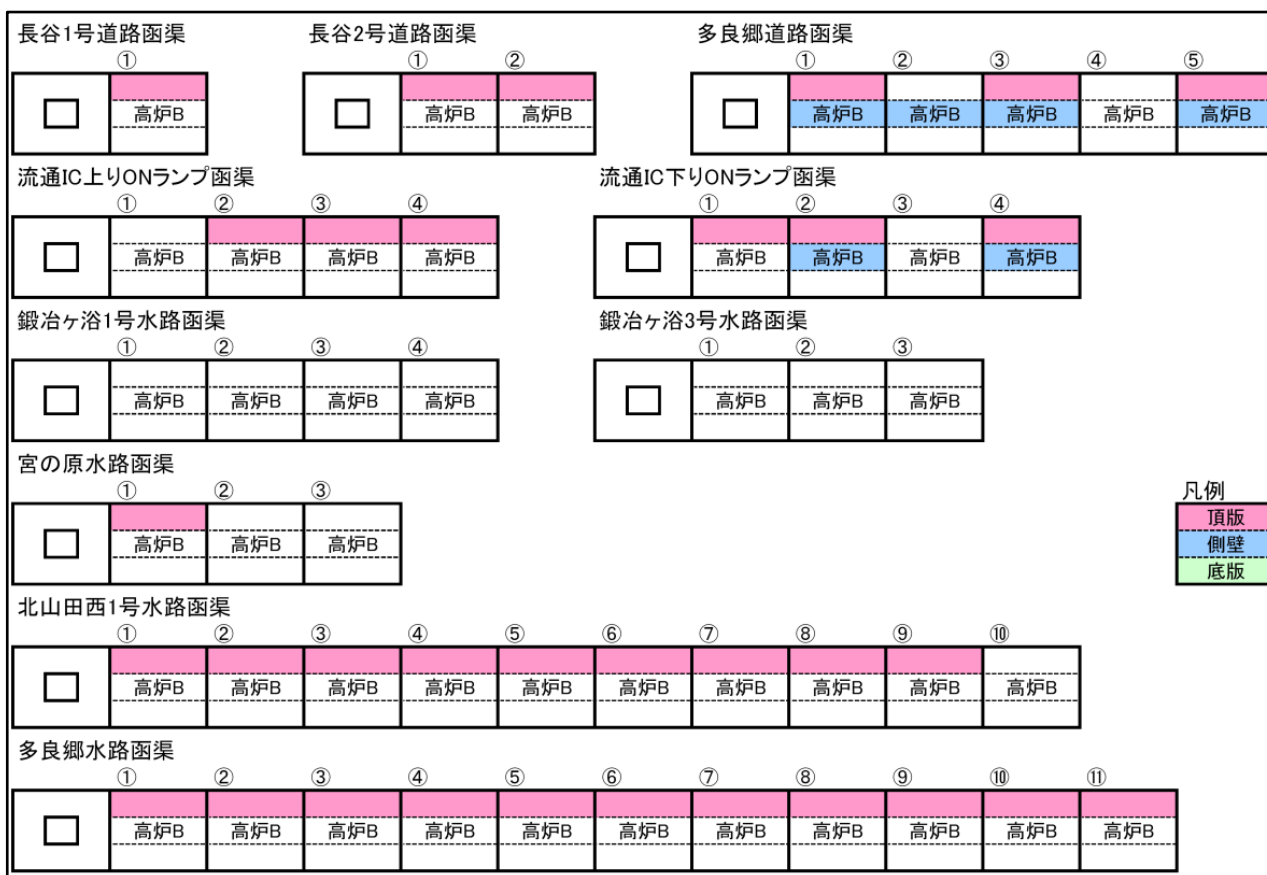 長谷1号道路函渠 長谷2号道路函渠 多良郷道路函渠
① ① ② ① ② ③ ④ ⑤
高炉B 高炉B 高炉B 高炉B 高炉B 高炉B 高炉B 高炉B
流通IC上りONランプ函渠 流通IC下りONランプ函渠
① ② ③ ④ ① ② ③ ④
高炉B 高炉B 高炉B 高炉B 高炉B 高炉B 高炉B 高炉B
鍛冶ヶ浴1号水路函渠 鍛冶ヶ浴3号水路函渠
① ② ③ ④ ① ② ③
高炉B 高炉B 高炉B 高炉B 高炉B 高炉B 高炉B
宮の原水路函渠
① ② ③
高炉B 高炉B 高炉B
凡例
頂版
側壁
底版
北山田西1号水路函渠
① ② ③ ④ ⑤ ⑥ ⑦ ⑧ ⑨ ⑩
高炉B 高炉B 高炉B 高炉B 高炉B 高炉B 高炉B 高炉B 高炉B 高炉B
多良郷水路函渠
① ② ③ ④ ⑤ ⑥ ⑦ ⑧ ⑨ ⑩ ⑪
高炉B 高炉B 高炉B 高炉B 高炉B 高炉B 高炉B 高炉B 高炉B 高炉B 高炉B